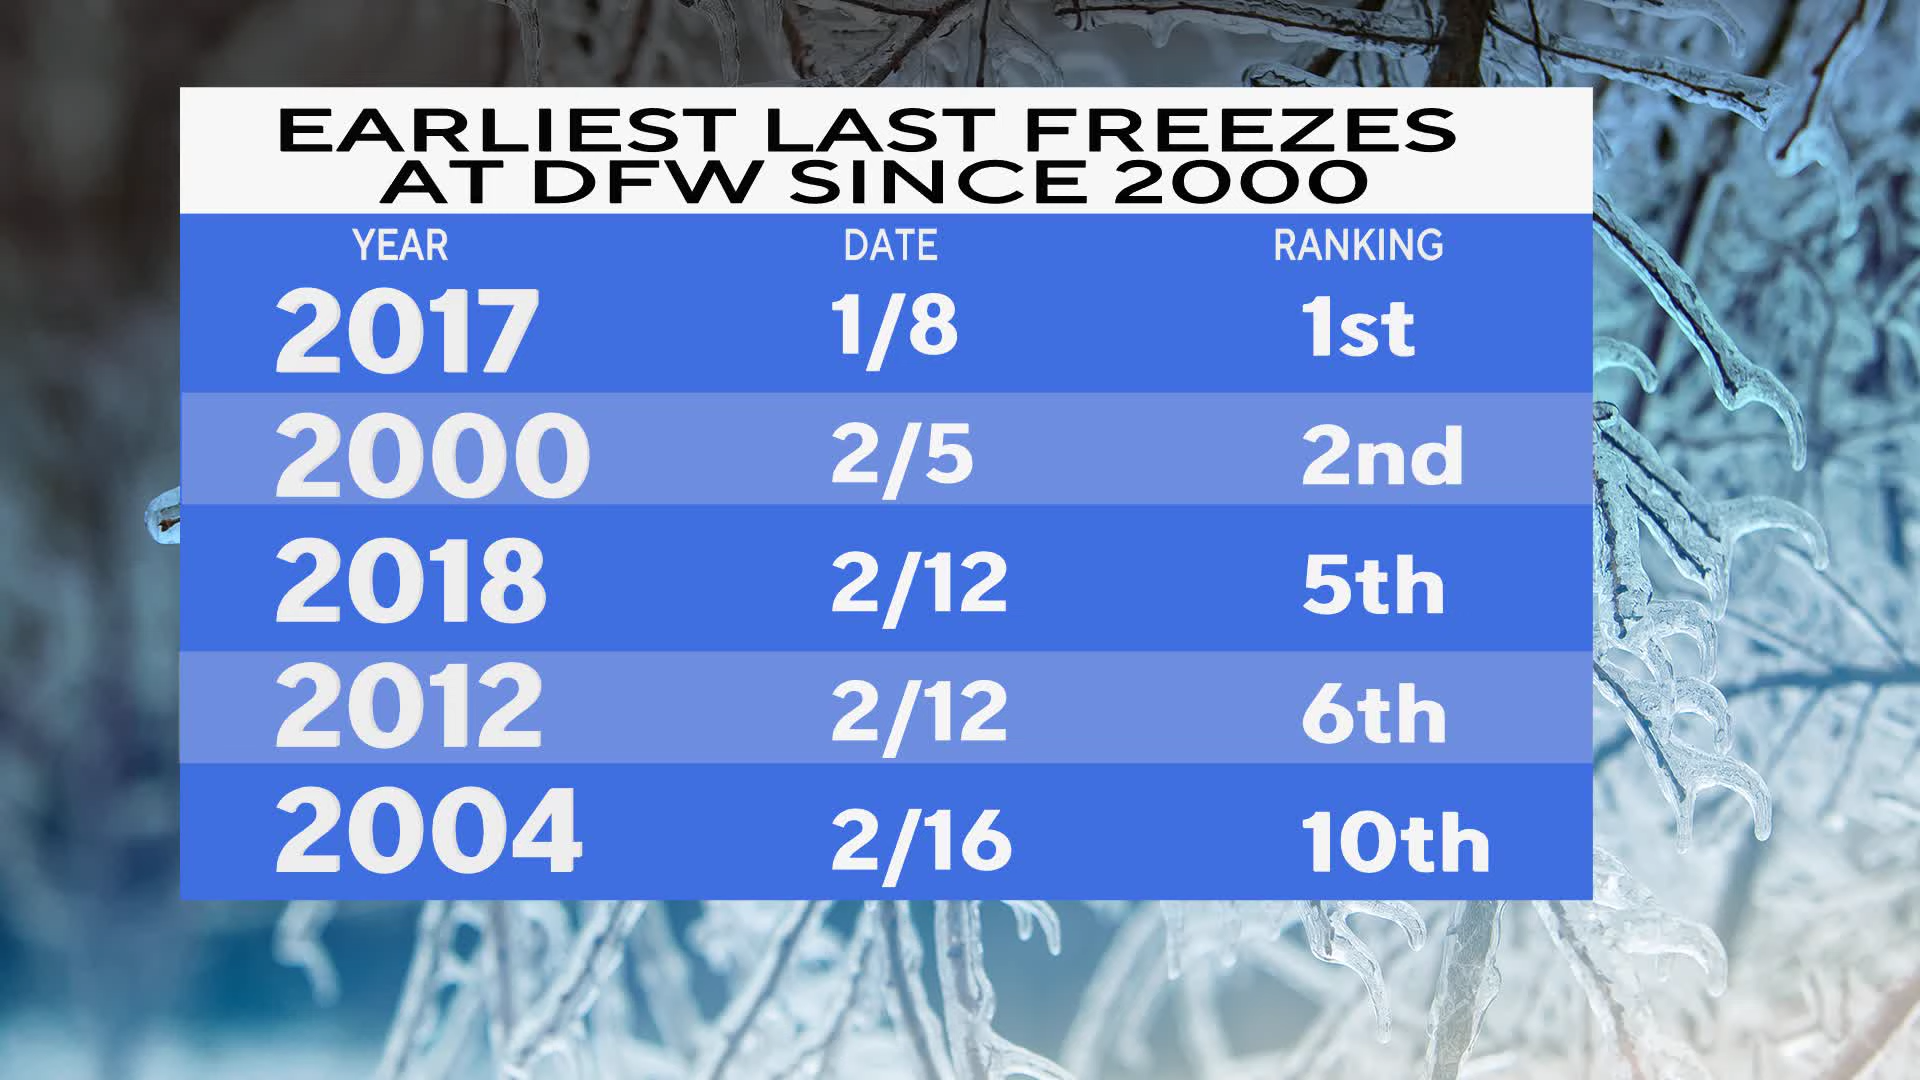 EARLIEST LAST FREEZES
AT DFW SINCE 2000
YEAR DATE RANKING
2017 1/8 1st
2000 2/5 2nd
2018 2/12 5th
2012 2/12 6th
2004 2/16 10th